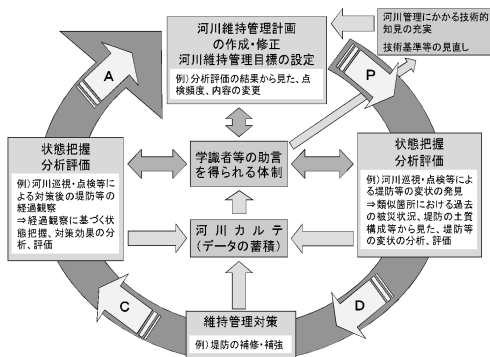 河川維持管理計画
の作成・修正
河川維持管理目標の設定
例）分析評価の結果から見た、点
検頻度、内容の変更
河川管理にかかる技術的
知見の充実
技術基準等の見直し
A
P
状態把握
分析評価
例）河川巡視・点検等に
よる対策後の堤防等の
経過観察
⇒経過観察に基づく状
態把握、対策効果の分
析、評価
学識者等の助言
を得られる体制
状態把握
分析評価
例）河川巡視・点検等による
堤防等の変状の発見
⇒類似箇所における過去
の被災状況、堤防の土質
構成等から見た、堤防等
の変状の分析、評価
河川カルテ
（データの蓄積）
C
D
維持管理対策
例）堤防の補修・補強